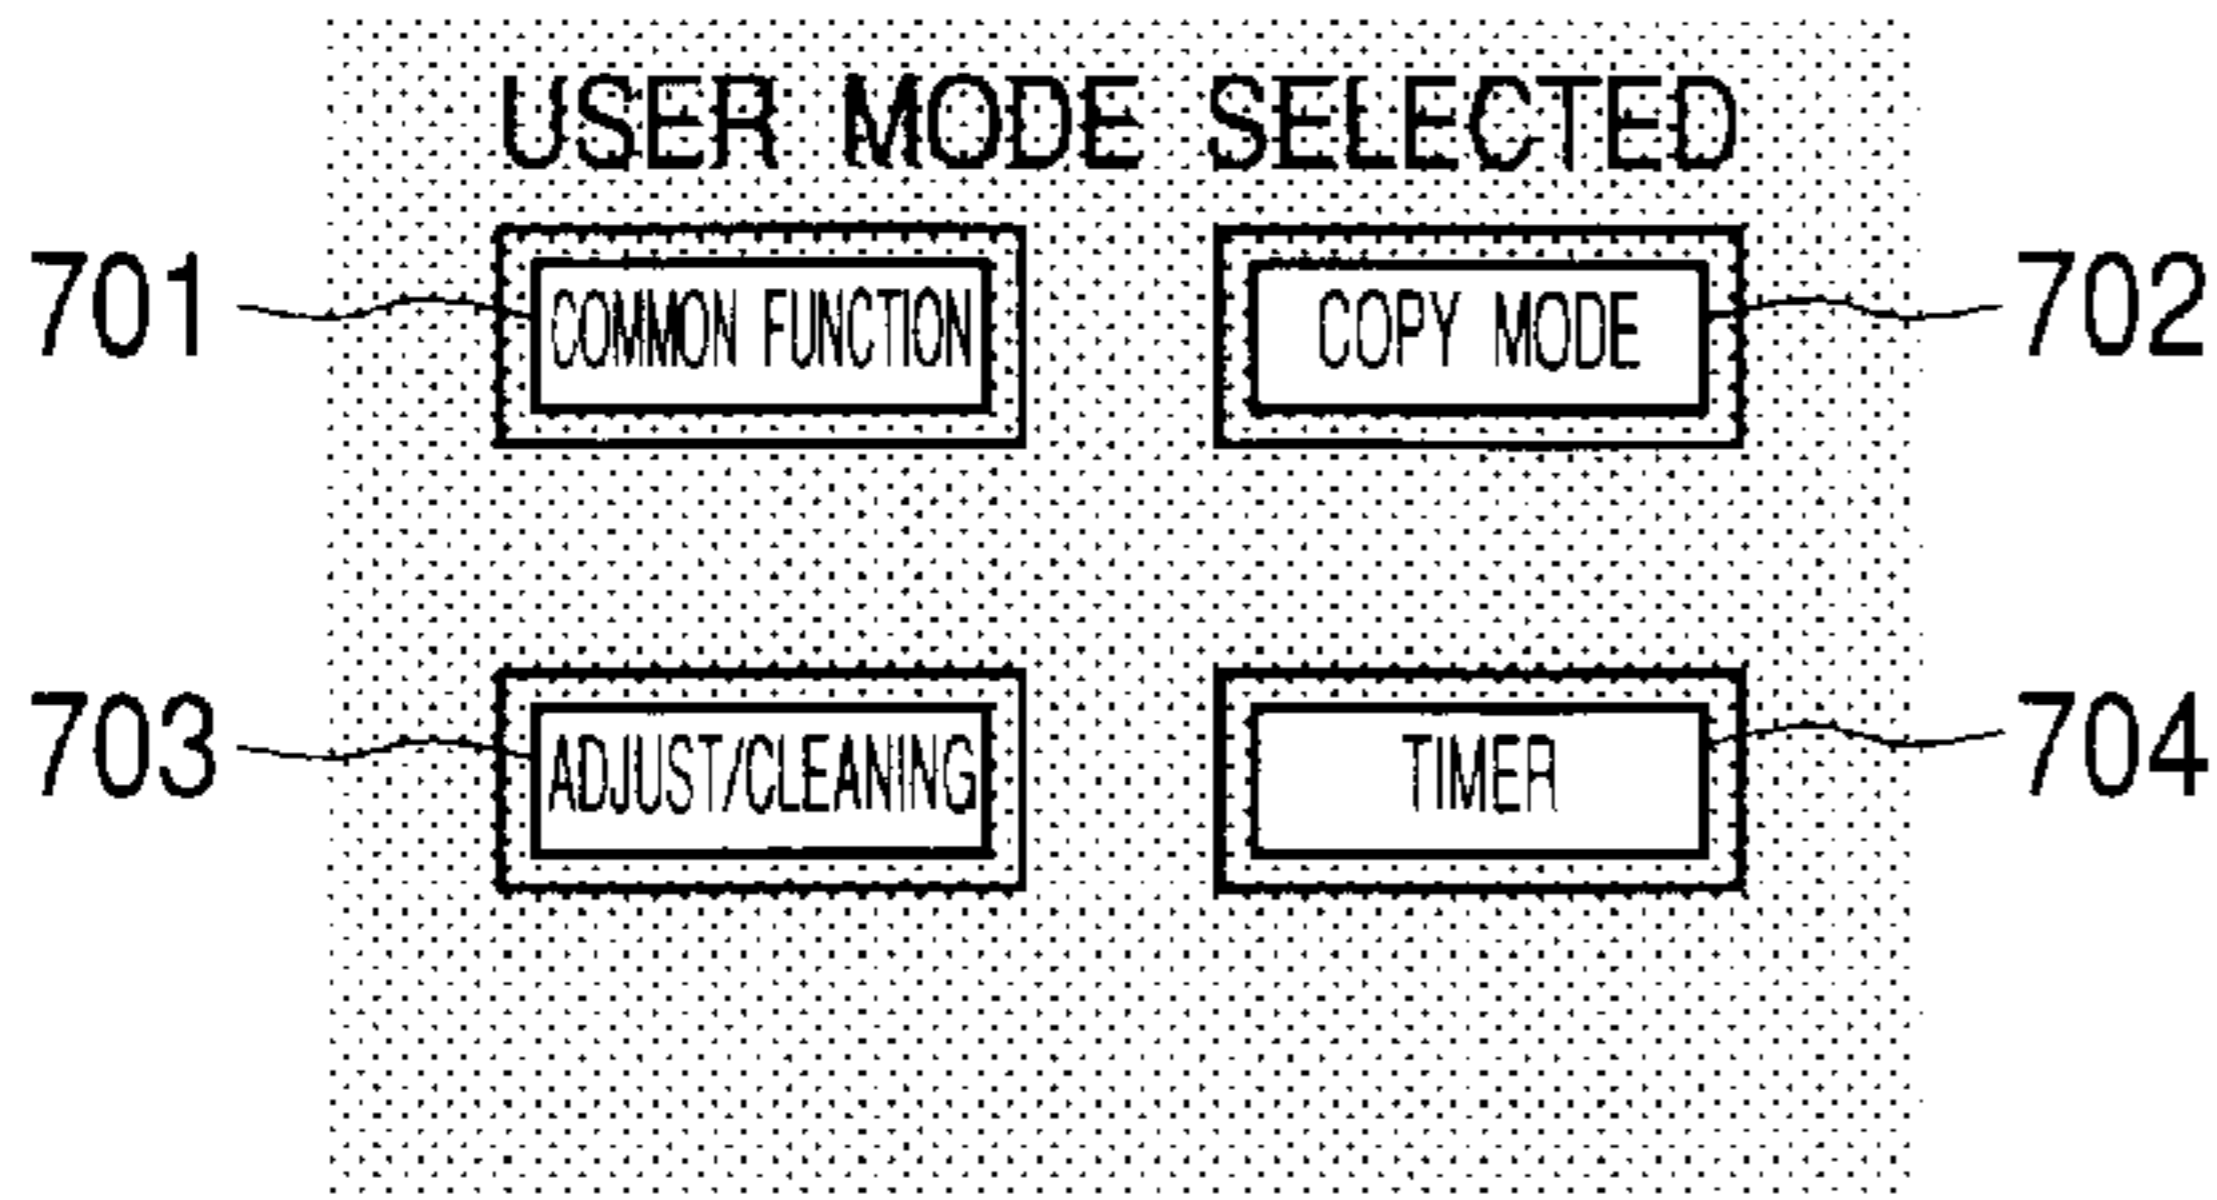 USER MODE SELECTED
701 COMMON FUNCTION COPY MODE 702
703 ADJUST/CLEANING TIMER 704